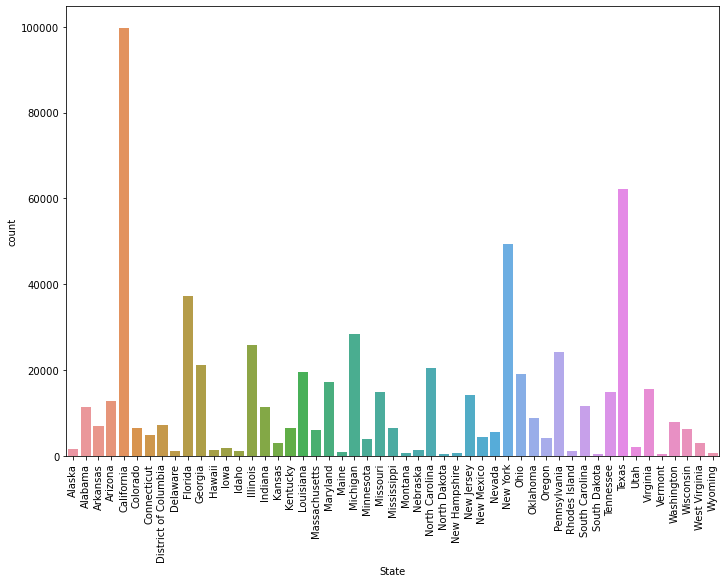 100000
80000
60000
40000
20000
0
count
Alaska
Alabama
Arkansas
Arizona
California
Colorado
Connecticut
District of Columbia
Delaware
Florida
Georgia
Hawaii
Iowa
Idaho
Illinois
Indiana
Kansas
Kentucky
Louisiana
Massachusetts
Maryland
Maine
Michigan
Minnesota
Missouri
Mississippi
Montana
Nebraska
North Carolina
North Dakota
New Hampshire
New Jersey
New Mexico
Nevada
New York
Ohio
Oklahoma
Oregon
Pennsylvania
Rhodes Island
South Carolina
South Dakota
Tennessee
Texas
Utah
Virginia
Vermont
Washington
Wisconsin
West Virginia
Wyoming
State